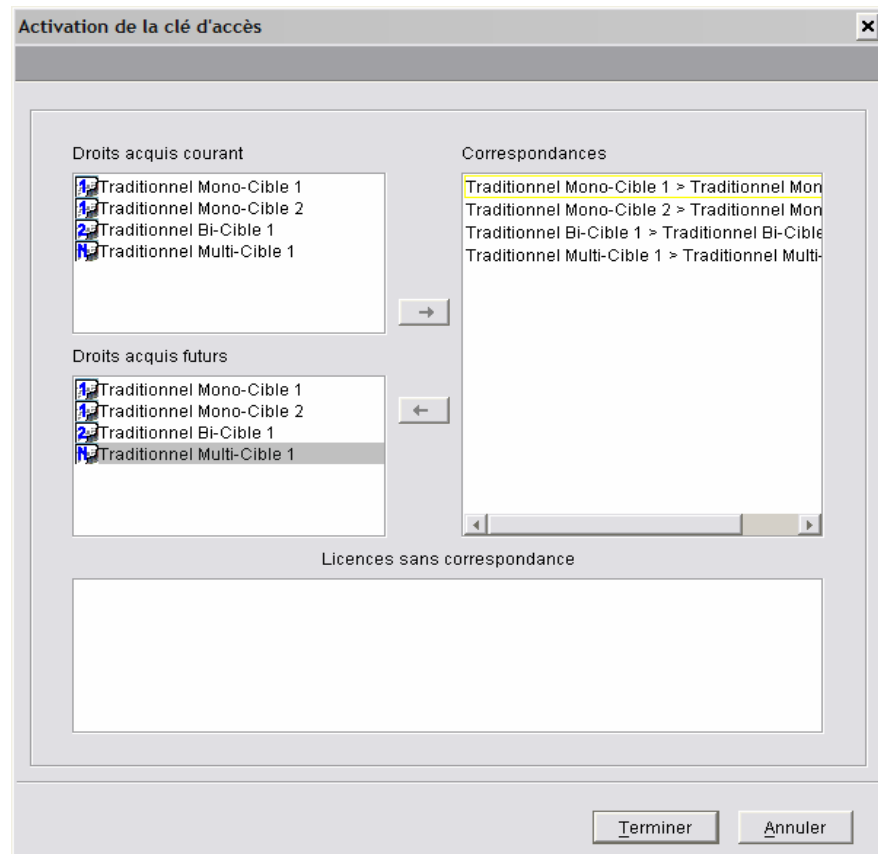 Activation de la clé d'accès
Droits acquis courant
Traditionnel Mono-Cible 1
Traditionnel Mono-Cible 2
Traditionnel Bi-Cible 1
Traditionnel Multi-Cible 1
Correspondances
Traditionnel Mono-Cible 1 > Traditionnel Mon
Traditionnel Mono-Cible 2 > Traditionnel Mon
Traditionnel Bi-Cible 1 > Traditionnel Bi-Cible
Traditionnel Multi-Cible 1 > Traditionnel Multi-
Droits acquis futurs
Traditionnel Mono-Cible 1
Traditionnel Mono-Cible 2
Traditionnel Bi-Cible 1
Traditionnel Multi-Cible 1
Licences sans correspondance
Terminer
Annuler